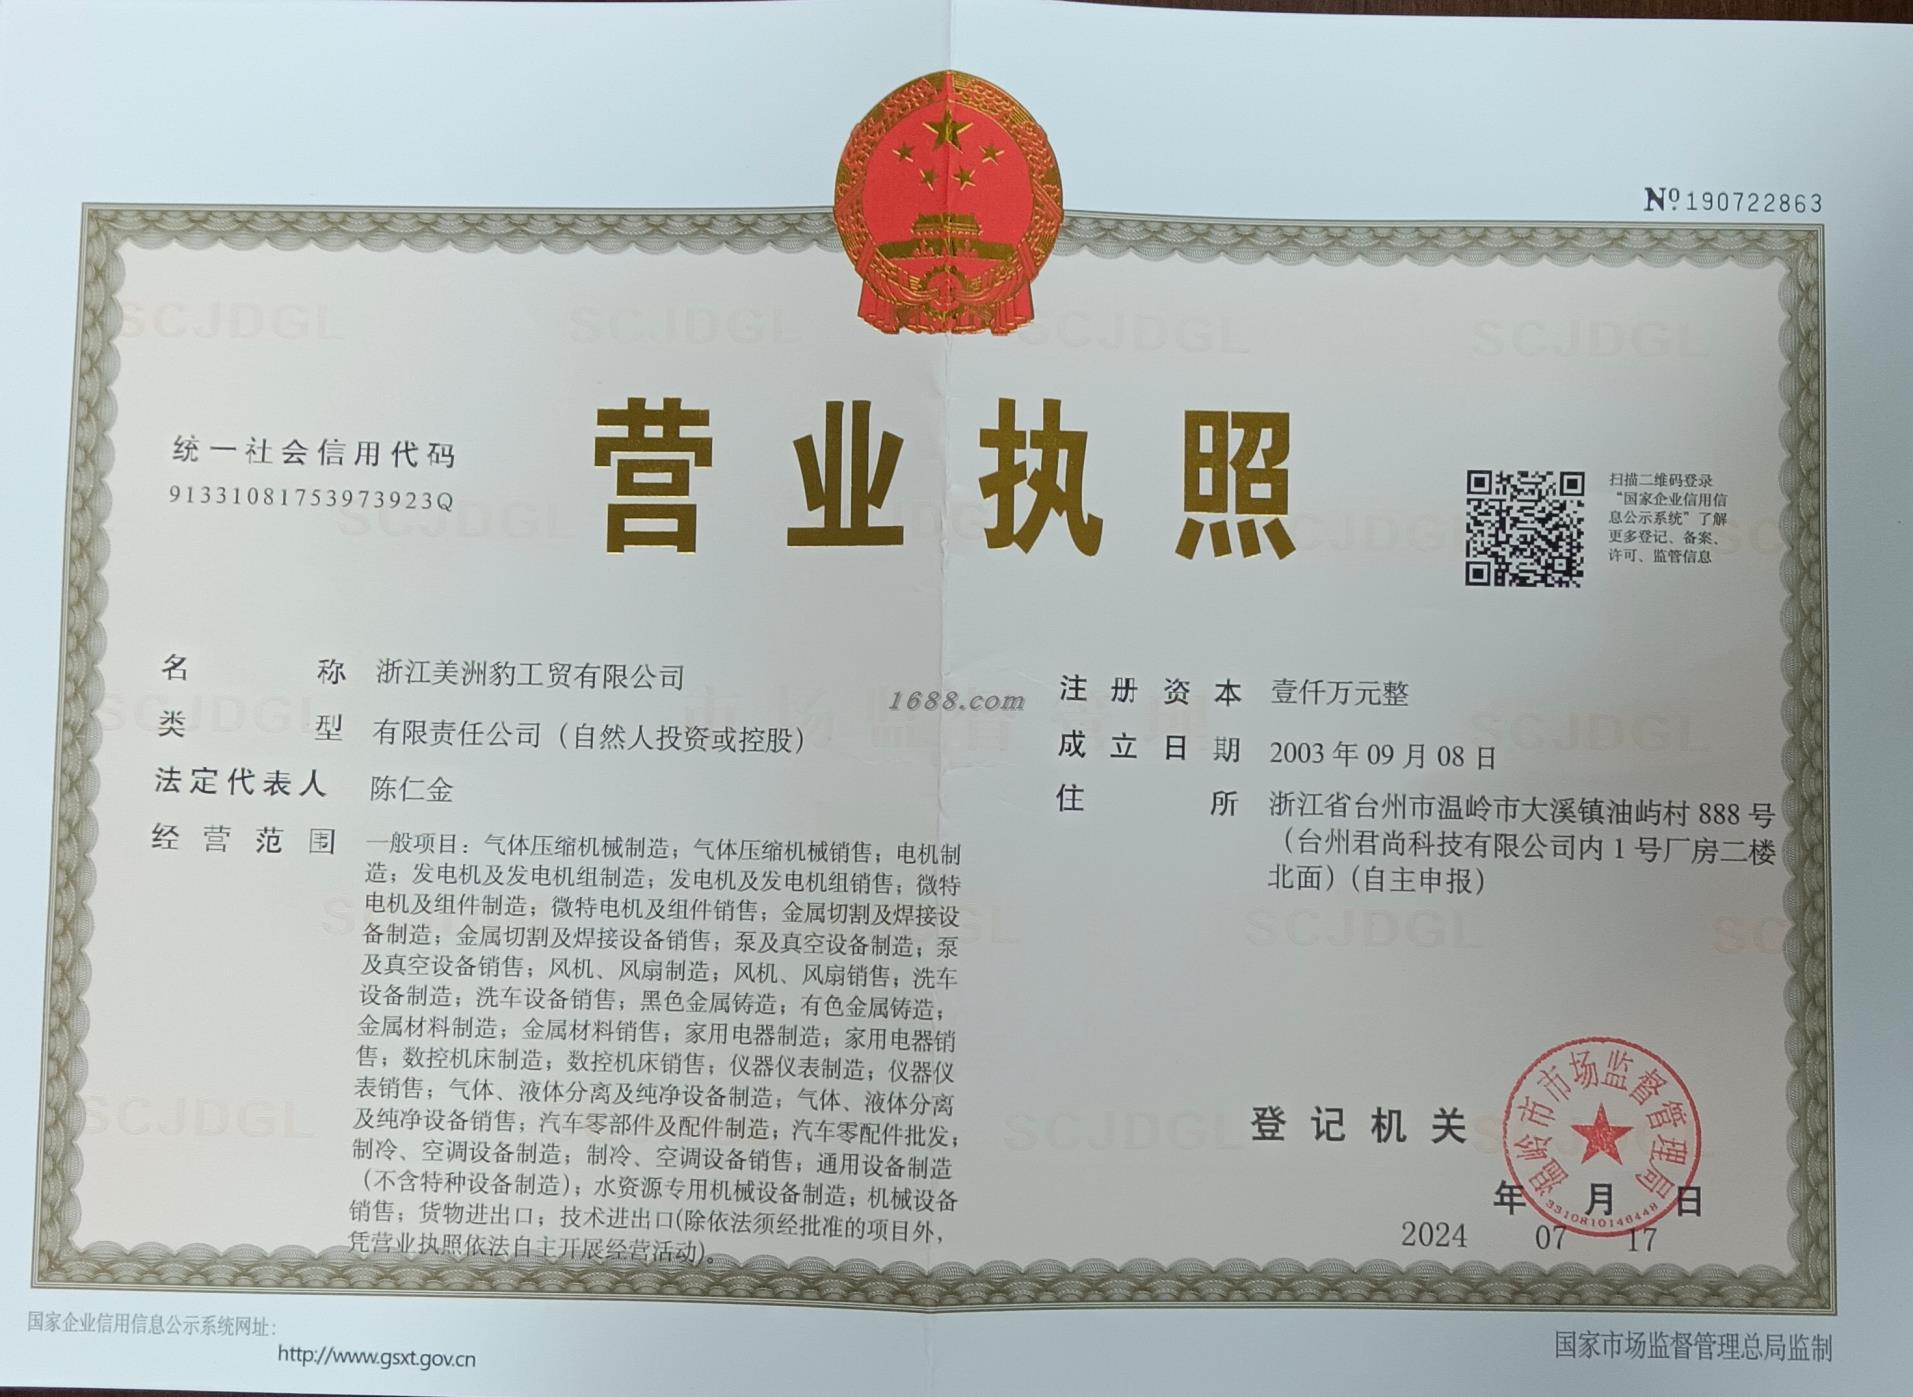 №190722863
营业执照
统一社会信用代码
91331081753973923Q
扫描二维码登录
“国家企业信用信
息公示系统”了解
更多登记、备案、
许可、监管信息
名称 浙江美洲豹工贸有限公司
类型 有限责任公司（自然人投资或控股）
法定代表人 陈仁金
经营范围 一般项目：气体压缩机械制造；气体压缩机械销售；电机制
造；发电机及发电机组制造；发电机及发电机组销售；微特
电机及组件制造；微特电机及组件销售；金属切割及焊接设
备制造；金属切割及焊接设备销售；泵及真空设备制造；泵
及真空设备销售；风机、风扇制造；风机、风扇销售；洗车
设备制造；洗车设备销售；黑色金属铸造；有色金属铸造；
金属材料制造；金属材料销售；家用电器制造；家用电器销
售；数控机床制造；数控机床销售；仪器仪表制造；仪器仪
表销售；气体、液体分离及纯净设备制造；气体、液体分离
及纯净设备销售；汽车零部件及配件制造；汽车零配件批发；
制冷、空调设备制造；制冷、空调设备销售；通用设备制造
（不含特种设备制造）；水资源专用机械设备制造；机械设备
销售；货物进出口；技术进出口(除依法须经批准的项目外，
凭营业执照依法自主开展经营活动)。
1688.com
注册资本 壹仟万元整
成立日期 2003年09月08日
住所 浙江省台州市温岭市大溪镇油屿村888号
（台州君尚科技有限公司内1号厂房二楼
北面）（自主申报）
登记机关
温岭市市场监督管理局
3310810146448
年 月 日
2024 07 17
国家企业信用信息公示系统网址：
http://www.gsxt.gov.cn
国家市场监督管理总局监制